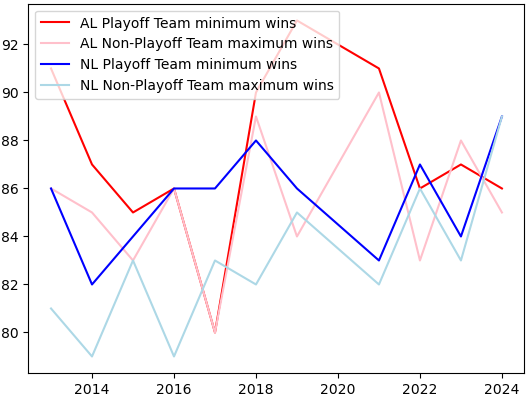 AL Playoff Team minimum wins
AL Non-Playoff Team maximum wins
NL Playoff Team minimum wins
NL Non-Playoff Team maximum wins
92
90
88
86
84
82
80
2014 2016 2018 2020 2022 2024